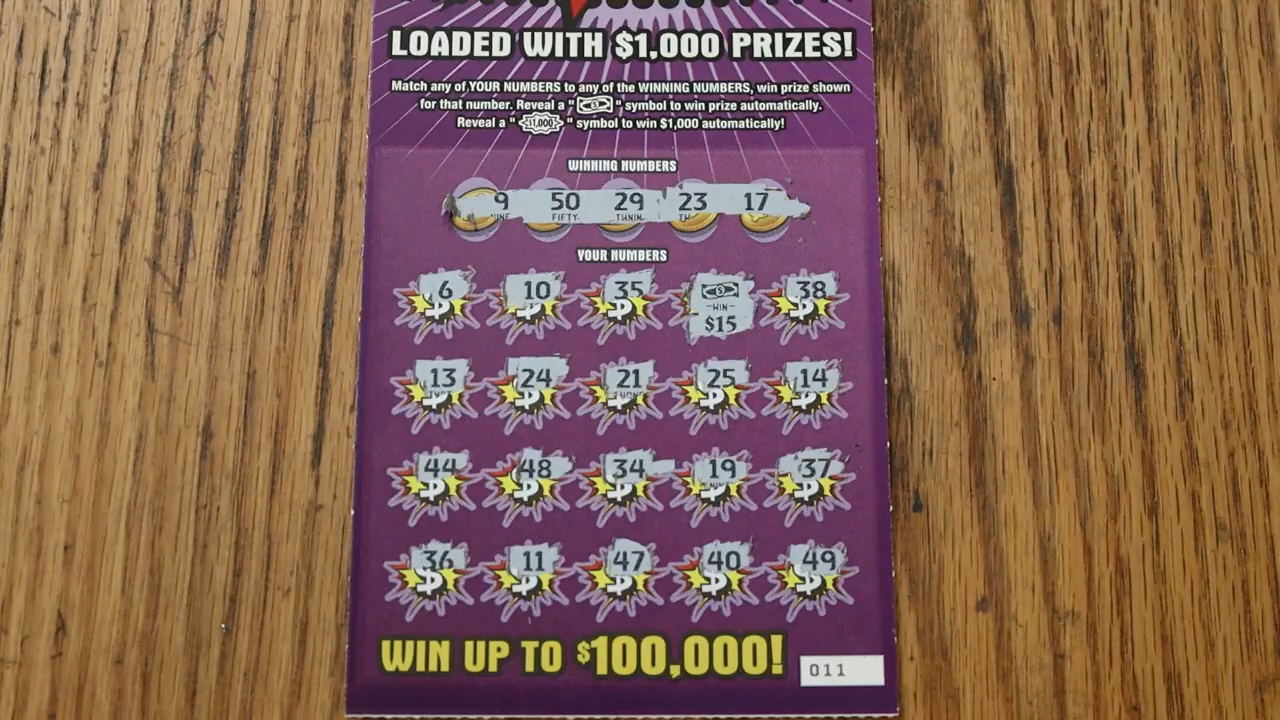 LOADED WITH $1,000 PRIZES!
Match any of YOUR NUMBERS to any of the WINNING NUMBERS, win prize shown
for that number. Reveal a " " symbol to win prize automatically.
Reveal a " $1,000 " symbol to win $1,000 automatically!
WINNING NUMBERS
9 50 29 23 17
FIFTY TWNIN
YOUR NUMBERS
6 10 35 38
WIN
$15
13 24 21 25 14
44 48 34 19 37
36 11 47 40 49
WIN UP TO $100,000!
011